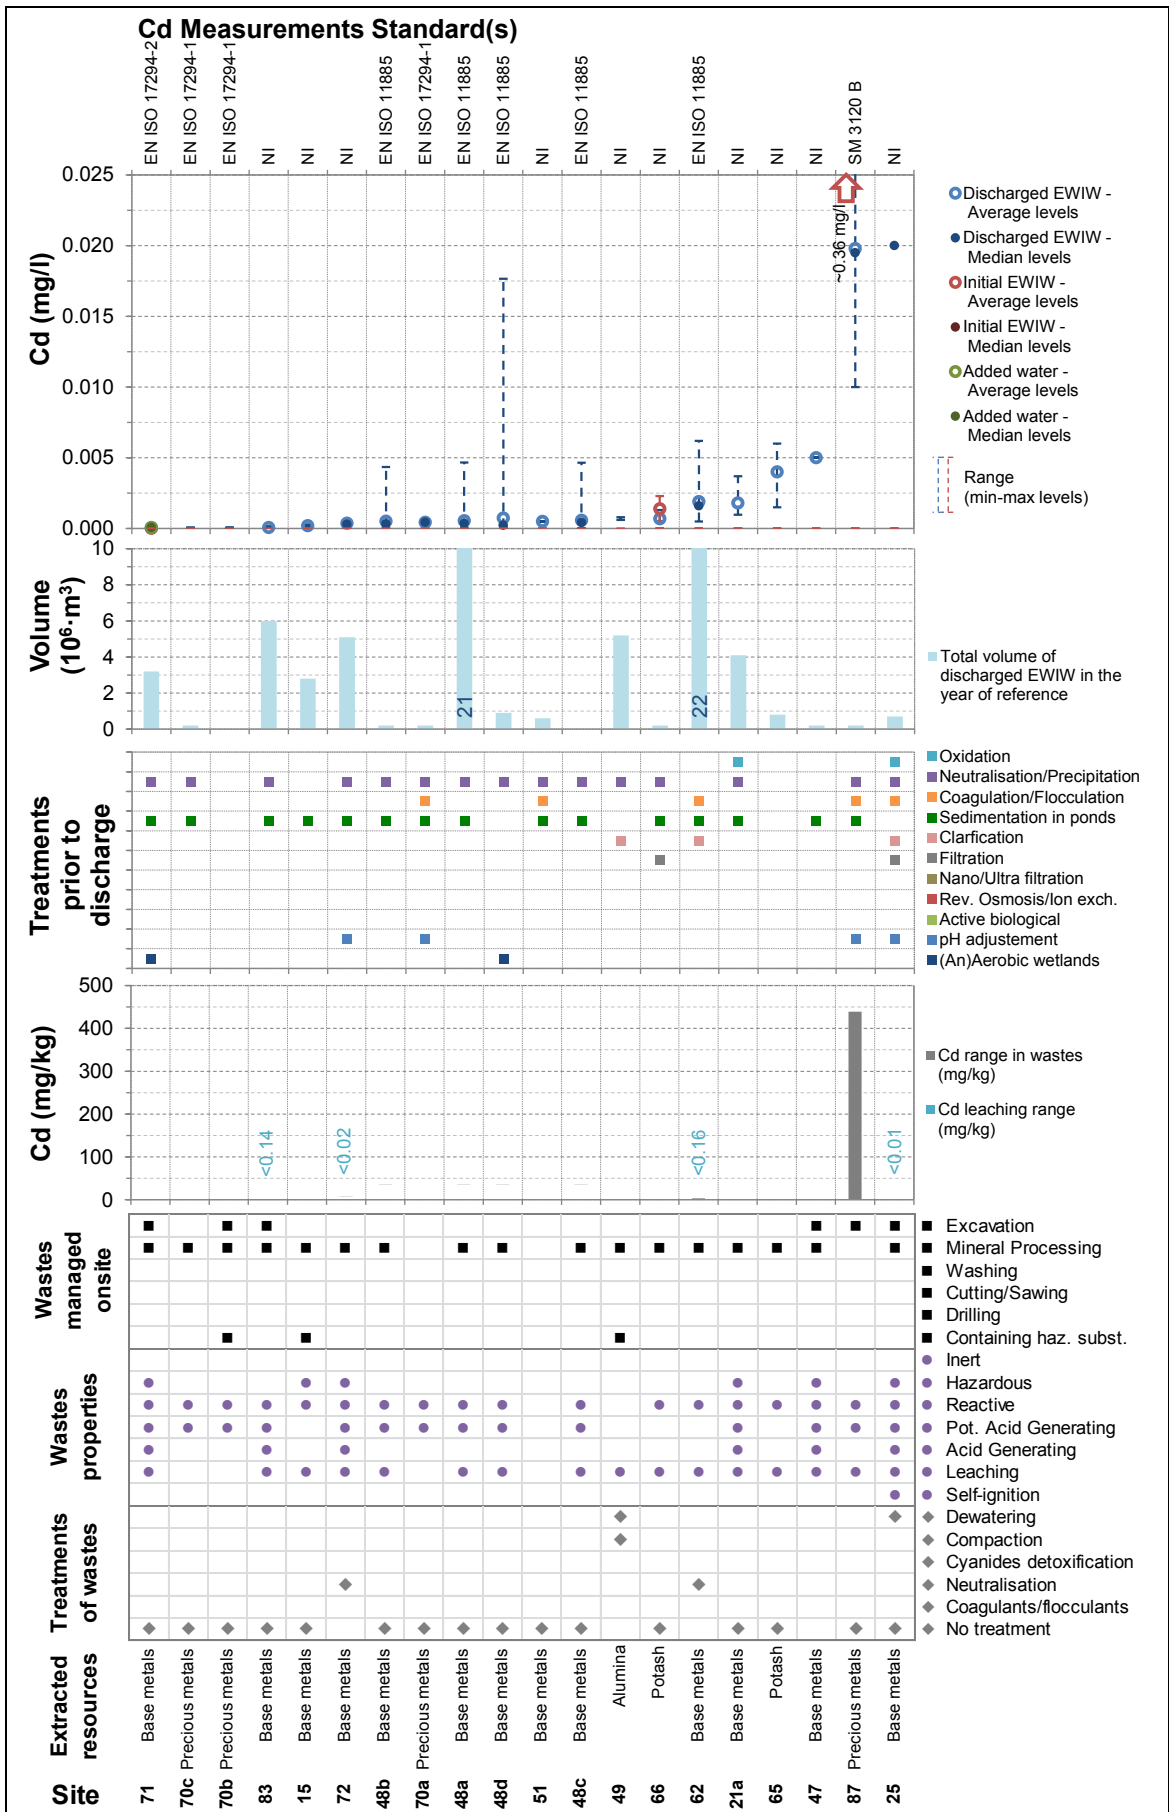 Cd Measurements Standard(s)
EN ISO 17294-2
EN ISO 17294-1
EN ISO 17294-1
NI
NI
NI
EN ISO 11885
EN ISO 17294-1
EN ISO 11885
EN ISO 11885
NI
EN ISO 11885
NI
NI
EN ISO 11885
NI
NI
NI
SM 3120 B
NI
Cd (mg/l)
0.025
0.020
0.015
0.010
0.005
0.000
~0.36 mg/l
Discharged EWIW -
Average levels
Discharged EWIW -
Median levels
Initial EWIW -
Average levels
Initial EWIW -
Median levels
Added water -
Average levels
Added water -
Median levels
Range
(min-max levels)
Volume
(10⁶·m³)
10
8
6
4
2
0
21
22
Total volume of
discharged EWIW in the
year of reference
Treatments
prior to
discharge
Oxidation
Neutralisation/Precipitation
Coagulation/Flocculation
Sedimentation in ponds
Clarfication
Filtration
Nano/Ultra filtration
Rev. Osmosis/Ion exch.
Active biological
pH adjustement
(An)Aerobic wetlands
Cd (mg/kg)
500
400
300
200
100
0
<0.14
<0.02
<0.16
<0.01
Cd range in wastes
(mg/kg)
Cd leaching range
(mg/kg)
Wastes
managed
onsite
Excavation
Mineral Processing
Washing
Cutting/Sawing
Drilling
Containing haz. subst.
Wastes
properties
Inert
Hazardous
Reactive
Pot. Acid Generating
Acid Generating
Leaching
Self-ignition
Treatments
of wastes
Dewatering
Compaction
Cyanides detoxification
Neutralisation
Coagulants/flocculants
No treatment
Extracted
resources
Base metals
Precious metals
Precious metals
Base metals
Base metals
Base metals
Base metals
Precious metals
Base metals
Base metals
Base metals
Base metals
Alumina
Potash
Base metals
Base metals
Potash
Base metals
Precious metals
Base metals
Site
71
70c
70b
83
15
72
48b
70a
48a
48d
51
48c
49
66
62
21a
65
47
87
25